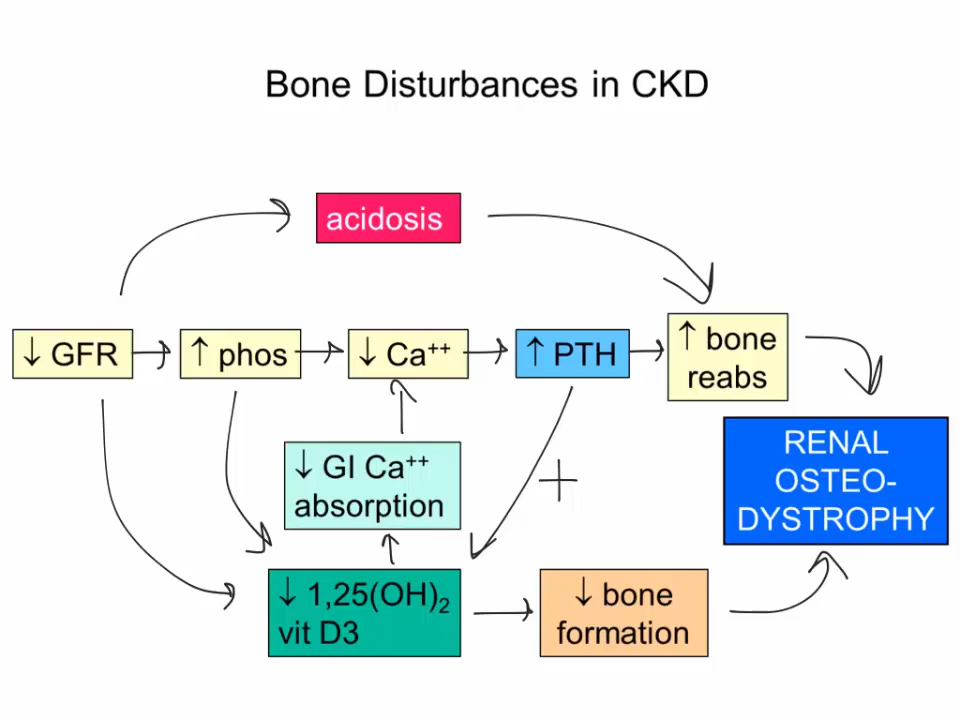 Bone Disturbances in CKD
acidosis
↓ GFR
↑ phos
↓ Ca⁺⁺
↑ PTH
↑ bone
reabs
↓ GI Ca⁺⁺
absorption
+
RENAL
OSTEO-
DYSTROPHY
↓ 1,25(OH)₂
vit D3
↓ bone
formation